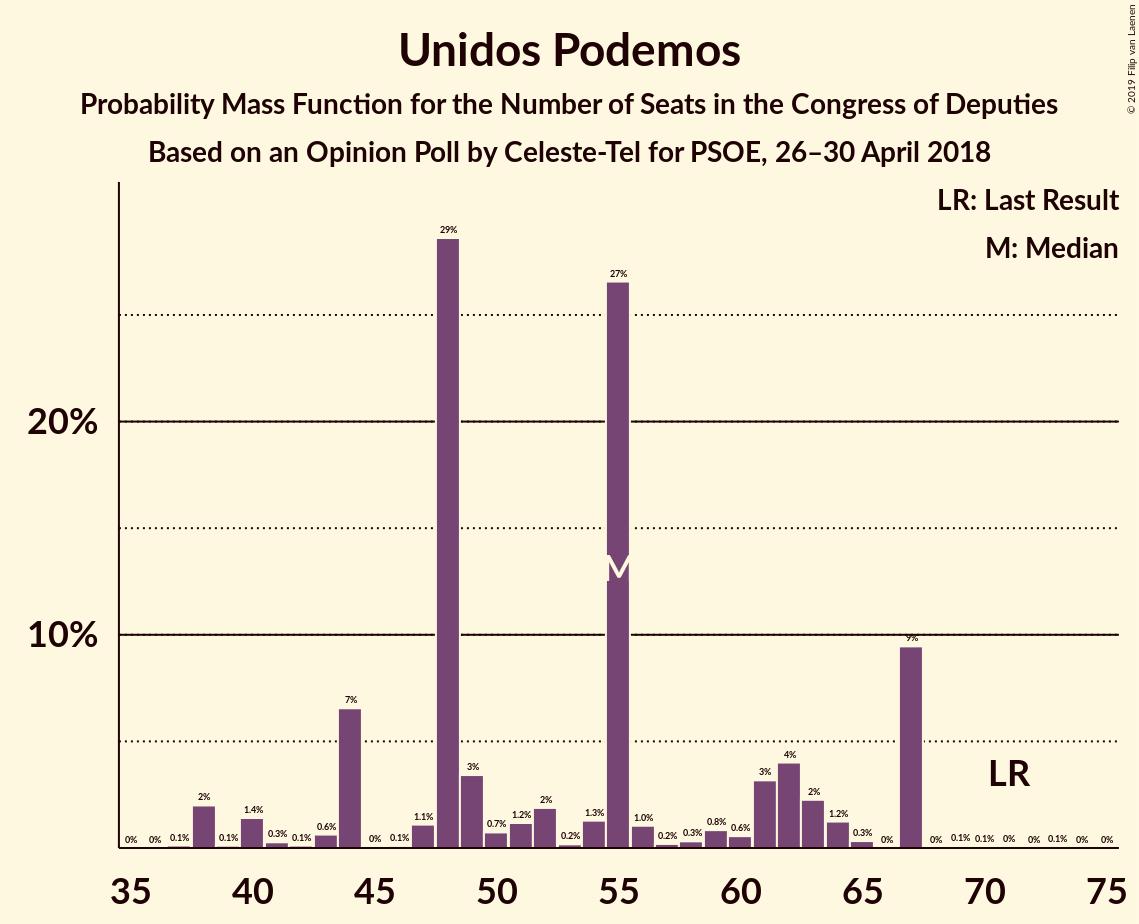 Unidos Podemos
Probability Mass Function for the Number of Seats in the Congress of Deputies
Based on an Opinion Poll by Celeste-Tel for PSOE, 26–30 April 2018
© 2019 Filip van Laenen
LR: Last Result
M: Median
20%
10%
0% 0% 0.1% 2% 0.1% 1.4% 0.3% 0.1% 0.6% 7% 0% 0.1% 1.1% 29% 3% 0.7% 1.2% 2% 0.2% 1.3% 27% 1.0% 0.2% 0.3% 0.8% 0.6% 3% 4% 2% 1.2% 0.3% 0% 9% 0% 0.1% 0.1% 0% 0% 0.1% 0% 0%
M
LR
35 40 45 50 55 60 65 70 75